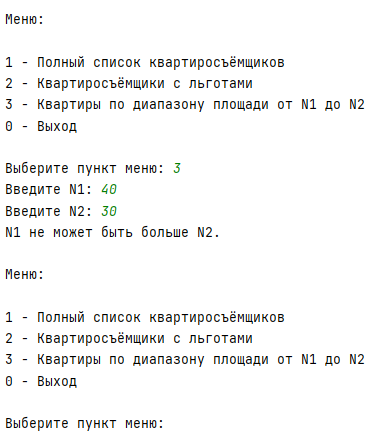 Меню:
1 - Полный список квартиросъёмщиков
2 - Квартиросъёмщики с льготами
3 - Квартиры по диапазону площади от N1 до N2
0 - Выход
Выберите пункт меню: 3
Введите N1: 40
Введите N2: 30
N1 не может быть больше N2.
Меню:
1 - Полный список квартиросъёмщиков
2 - Квартиросъёмщики с льготами
3 - Квартиры по диапазону площади от N1 до N2
0 - Выход
Выберите пункт меню: